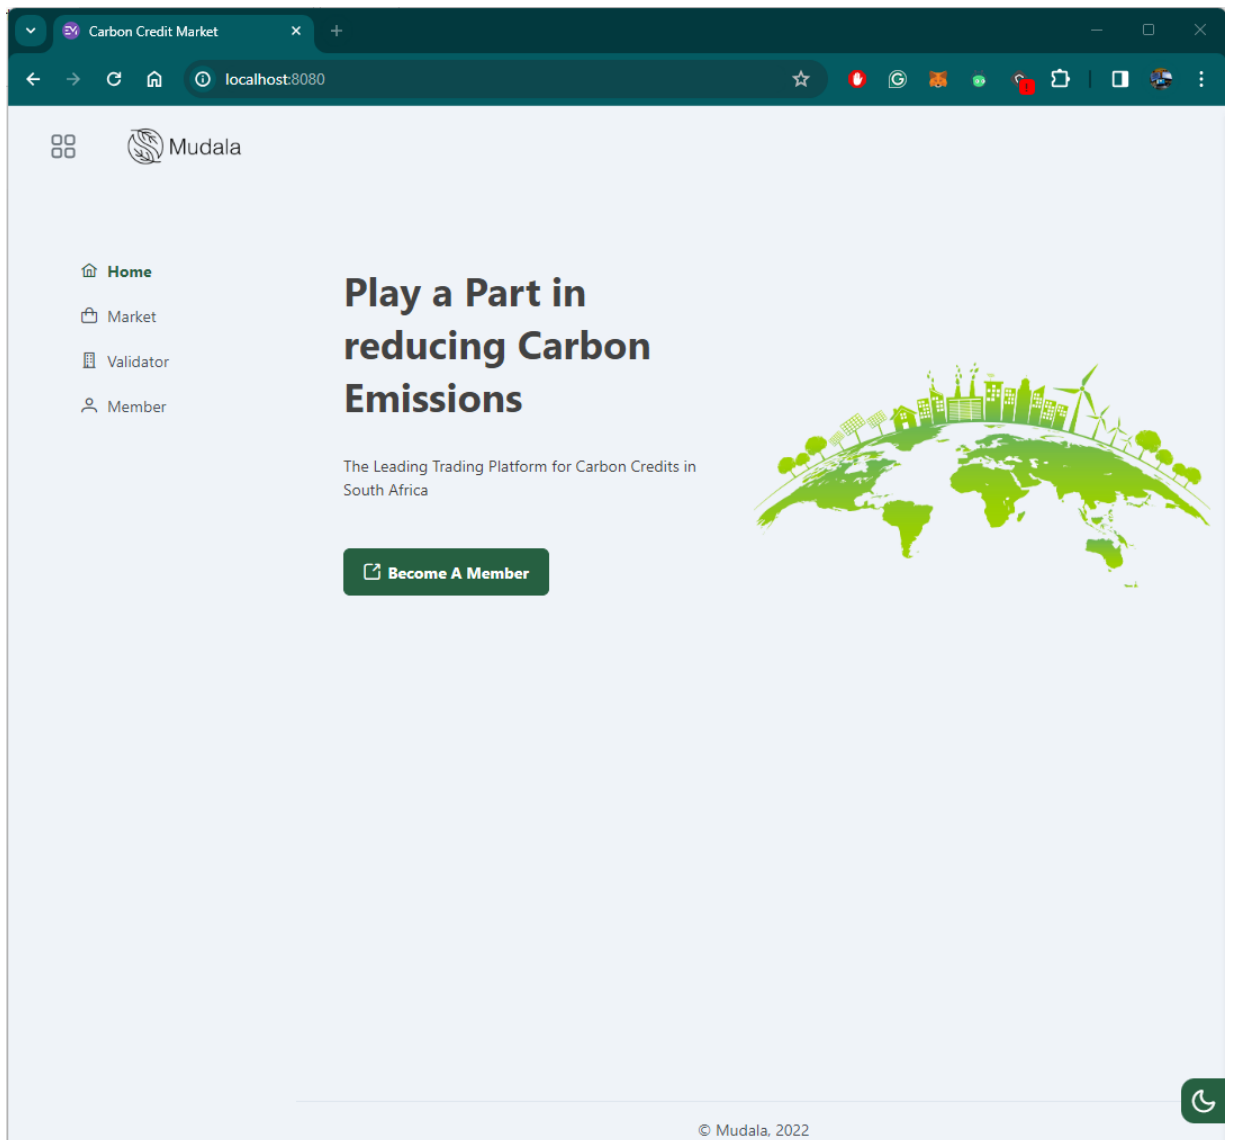 Carbon Credit Market
localhost:8080
Mudala
Home
Market
Validator
Member
Play a Part in
reducing Carbon
Emissions
The Leading Trading Platform for Carbon Credits in
South Africa
Become A Member
© Mudala, 2022